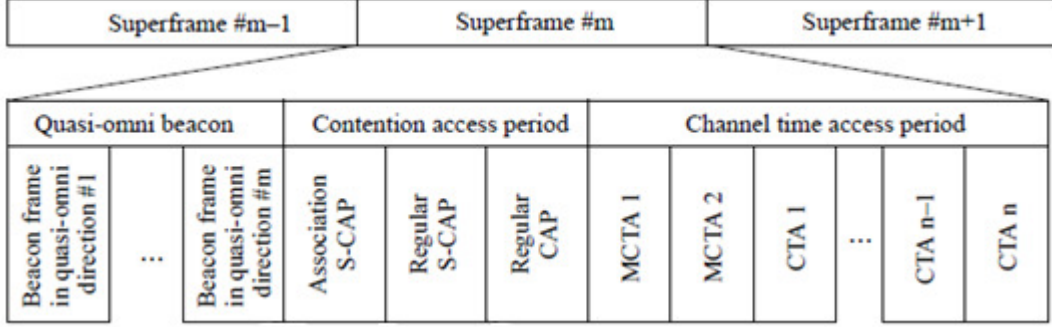 Superframe #m–1
Superframe #m
Superframe #m+1
Quasi-omni beacon
Contention access period
Channel time access period
Beacon frame
in quasi-omni
direction #1
...
Beacon frame
in quasi-omni
direction #m
Association
S-CAP
Regular
S-CAP
Regular
CAP
MCTA 1
MCTA 2
CTA 1
...
CTA n–1
CTA n